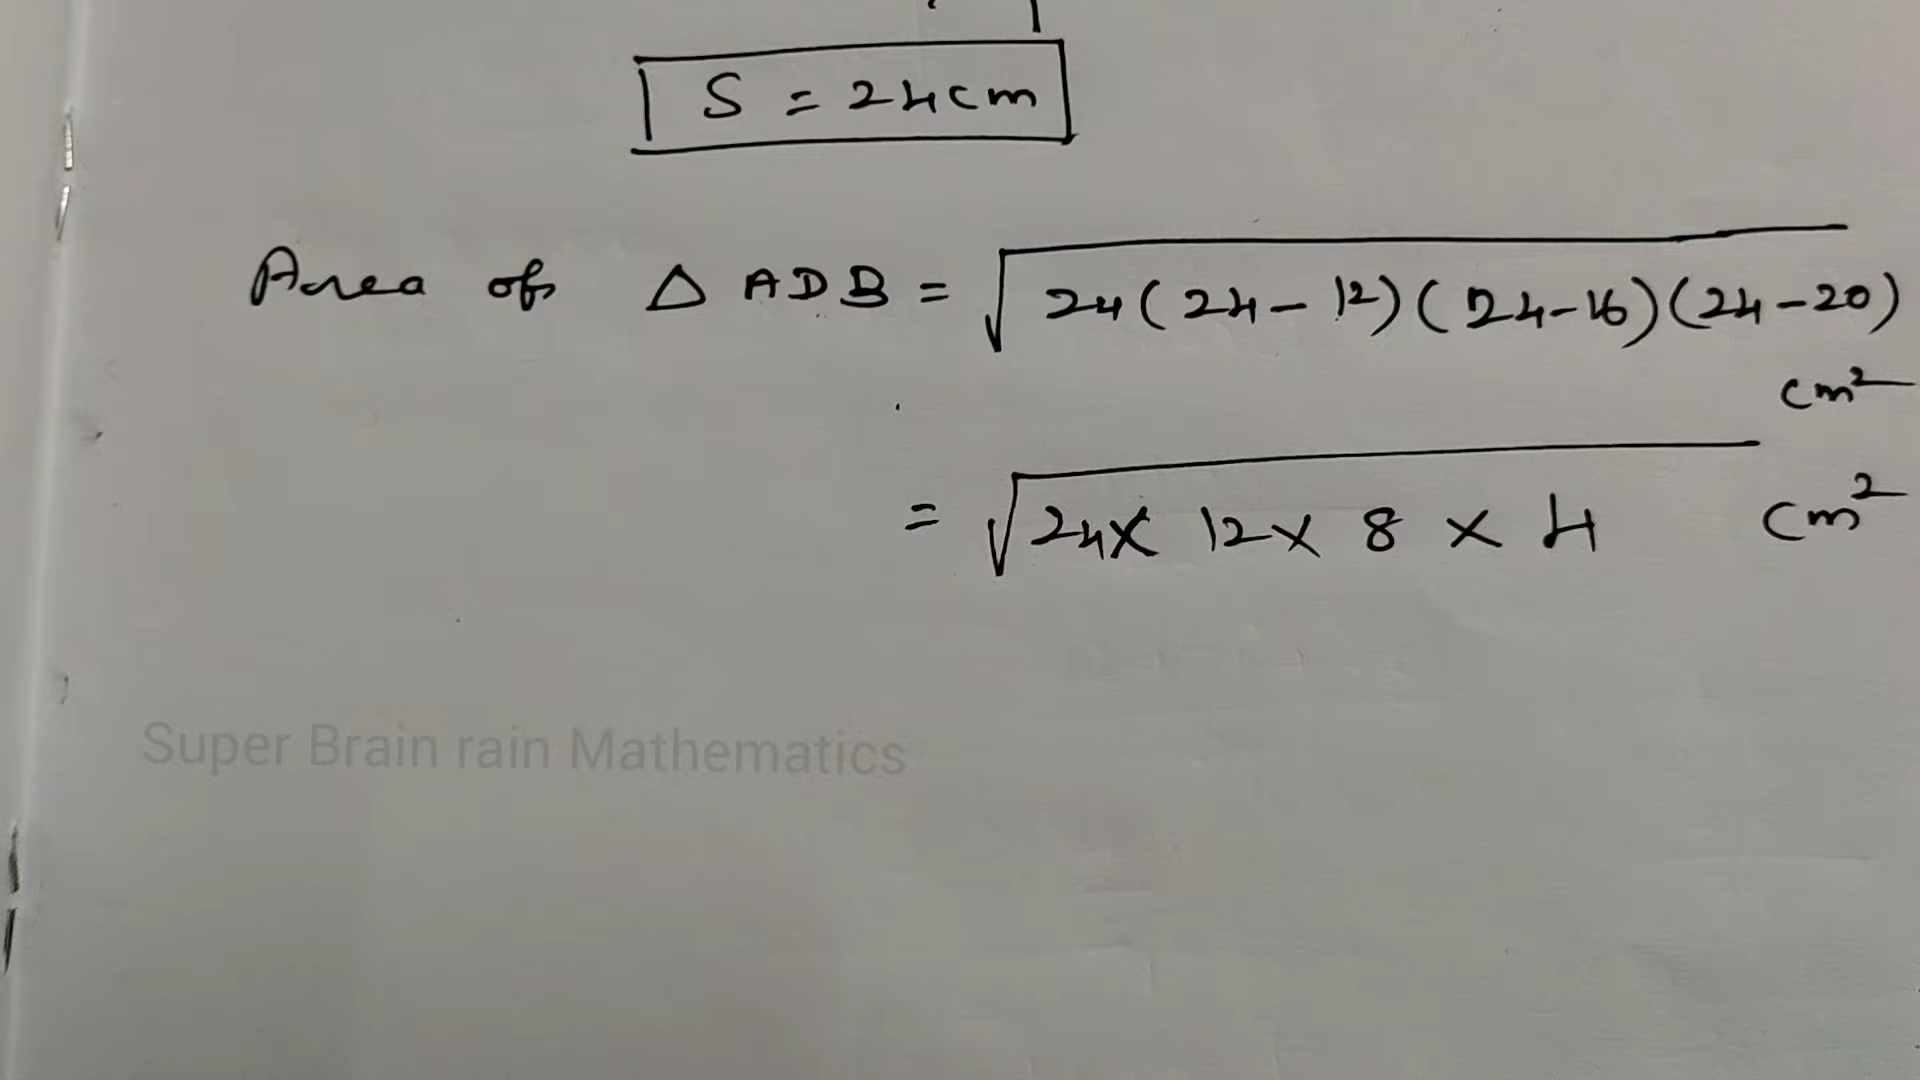 S = 24cm
Area of △ ADB = √24(24-12)(24-16)(24-20)
cm²
= √24× 12× 8 × 4 cm²
Super Brain rain Mathematics